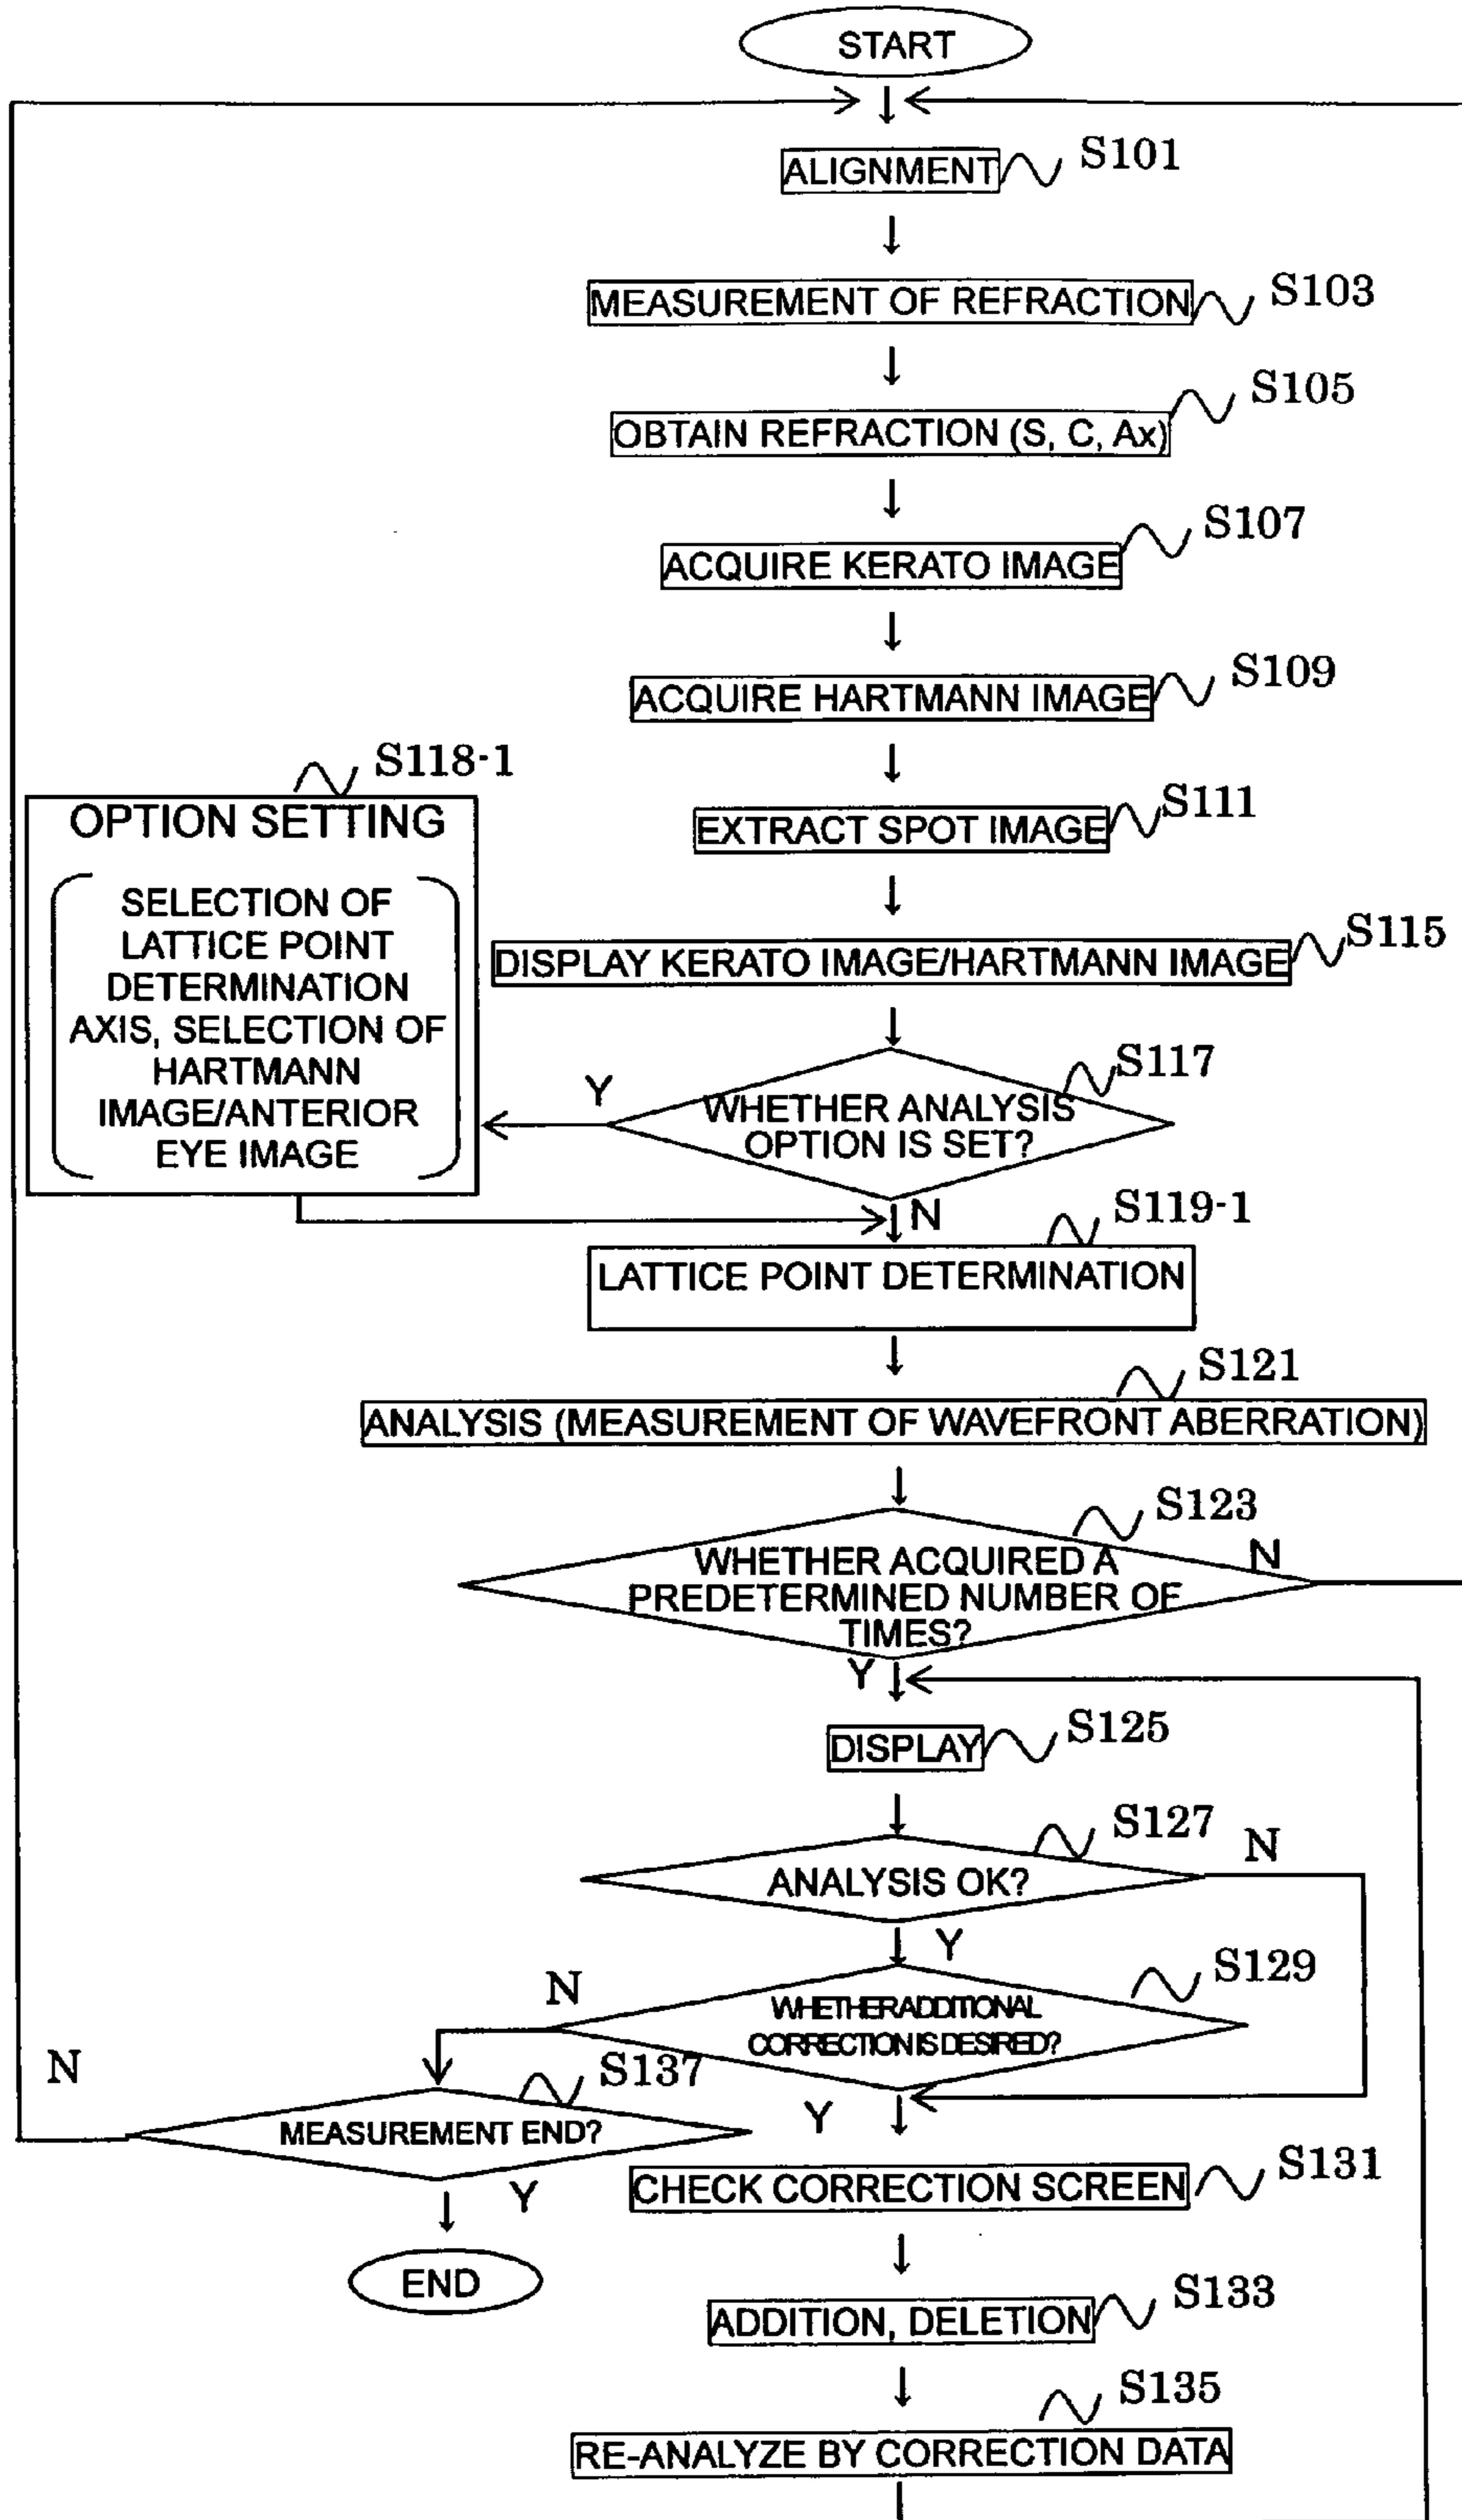 START
ALIGNMENT
S101
MEASUREMENT OF REFRACTION
S103
OBTAIN REFRACTION (S, C, Ax)
S105
ACQUIRE KERATO IMAGE
S107
ACQUIRE HARTMANN IMAGE
S109
EXTRACT SPOT IMAGE
S111
DISPLAY KERATO IMAGE/HARTMANN IMAGE
S115
S118-1
OPTION SETTING
SELECTION OF
LATTICE POINT
DETERMINATION
AXIS, SELECTION OF
HARTMANN
IMAGE/ANTERIOR
EYE IMAGE
Y
S117
WHETHER ANALYSIS
OPTION IS SET?
N
S119-1
LATTICE POINT DETERMINATION
S121
ANALYSIS (MEASUREMENT OF WAVEFRONT ABERRATION)
S123
WHETHER ACQUIRED A
PREDETERMINED NUMBER OF
TIMES?
N
Y
DISPLAY
S125
S127
ANALYSIS OK?
N
Y
S129
WHETHER ADDITIONAL
CORRECTION IS DESIRED?
N
Y
S137
MEASUREMENT END?
N
Y
END
CHECK CORRECTION SCREEN
S131
ADDITION, DELETION
S133
S135
RE-ANALYZE BY CORRECTION DATA